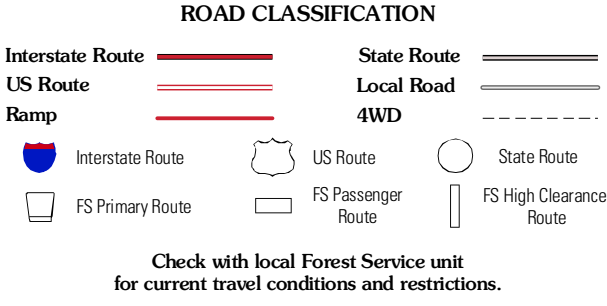 ROAD CLASSIFICATION
Interstate Route
State Route
US Route
Local Road
Ramp
4WD
Interstate Route
US Route
State Route
FS Primary Route
FS Passenger
Route
FS High Clearance
Route
Check with local Forest Service unit
for current travel conditions and restrictions.